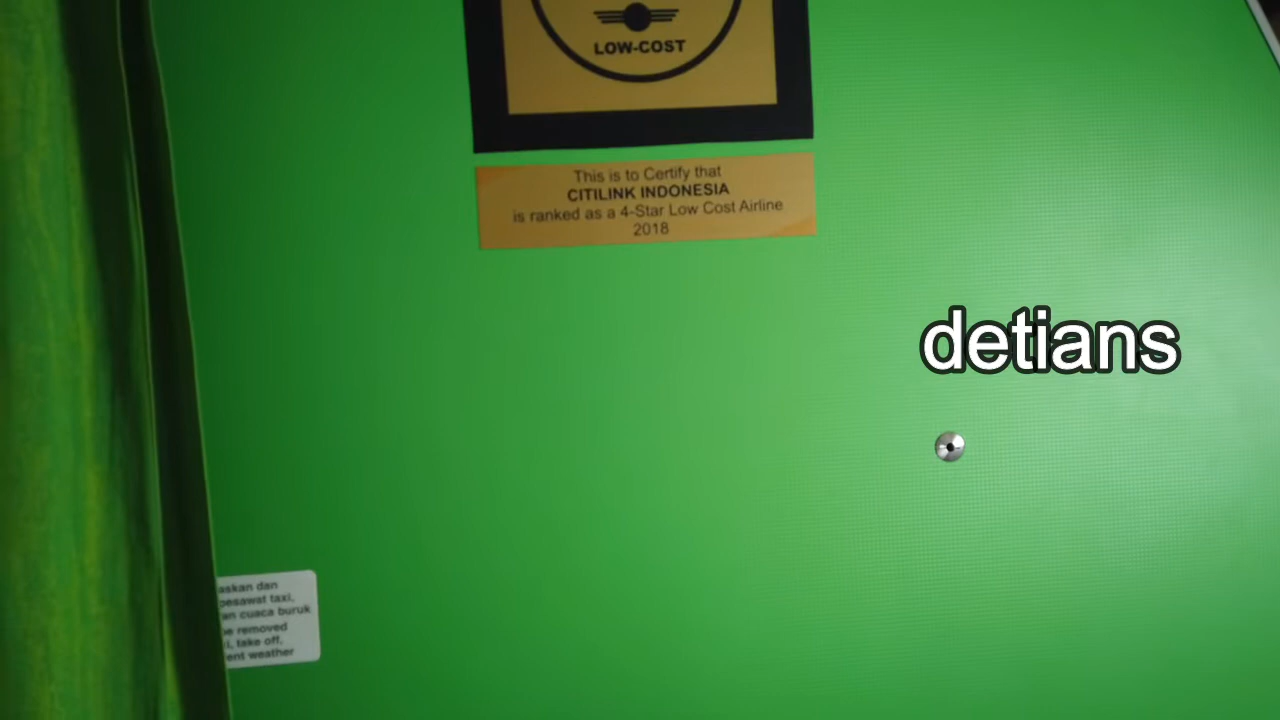 LOW-COST
This is to Certify that
CITILINK INDONESIA
is ranked as a 4-Star Low Cost Airline
2018
detians
askan dan
pesawat taxi,
an cuaca buruk
be removed
i, take off,
ent weather